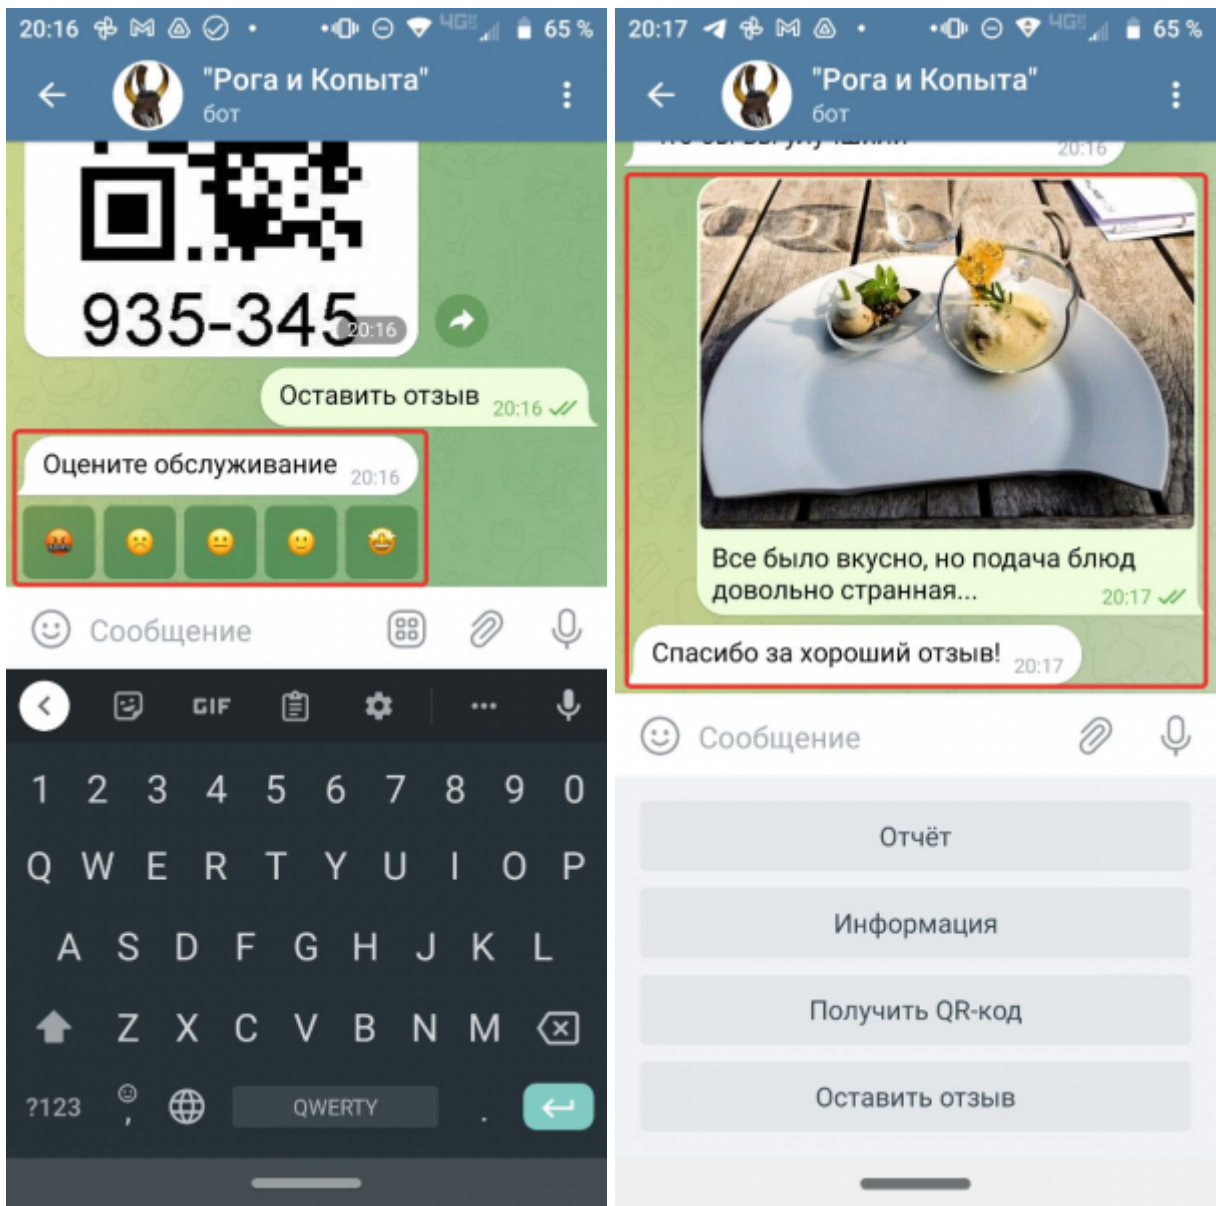 20:16
4G
65 %
"Рога и Копыта"
бот
935-345
20:16
Оставить отзыв
20:16
Оцените обслуживание
20:16
Сообщение
GIF
1 2 3 4 5 6 7 8 9 0
Q W E R T Y U I O P
A S D F G H J K L
Z X C V B N M
?123
,
QWERTY
.
20:17
4G
65 %
"Рога и Копыта"
бот
20:16
Все было вкусно, но подача блюд
довольно странная...
20:17
Спасибо за хороший отзыв!
20:17
Сообщение
Отчёт
Информация
Получить QR-код
Оставить отзыв